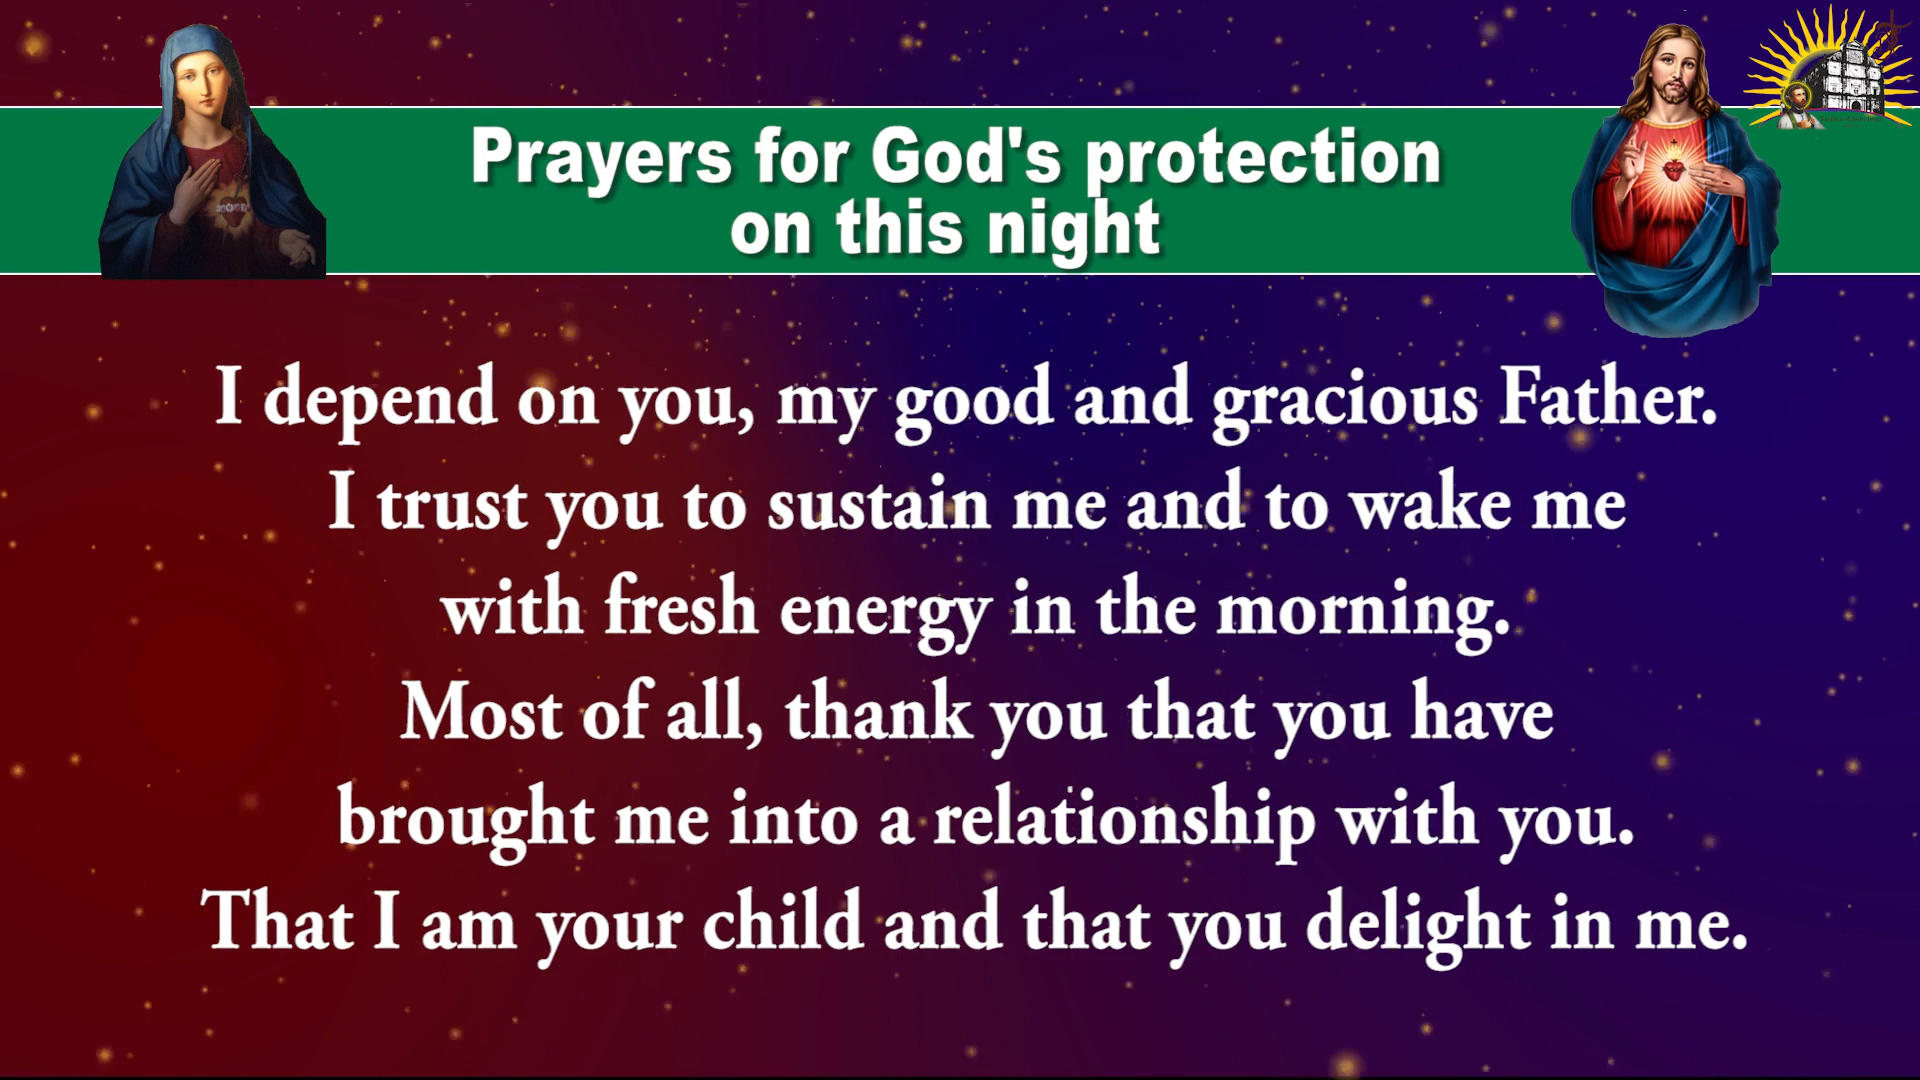 Prayers for God's protection
on this night
I depend on you, my good and gracious Father.
I trust you to sustain me and to wake me
with fresh energy in the morning.
Most of all, thank you that you have
brought me into a relationship with you.
That I am your child and that you delight in me.